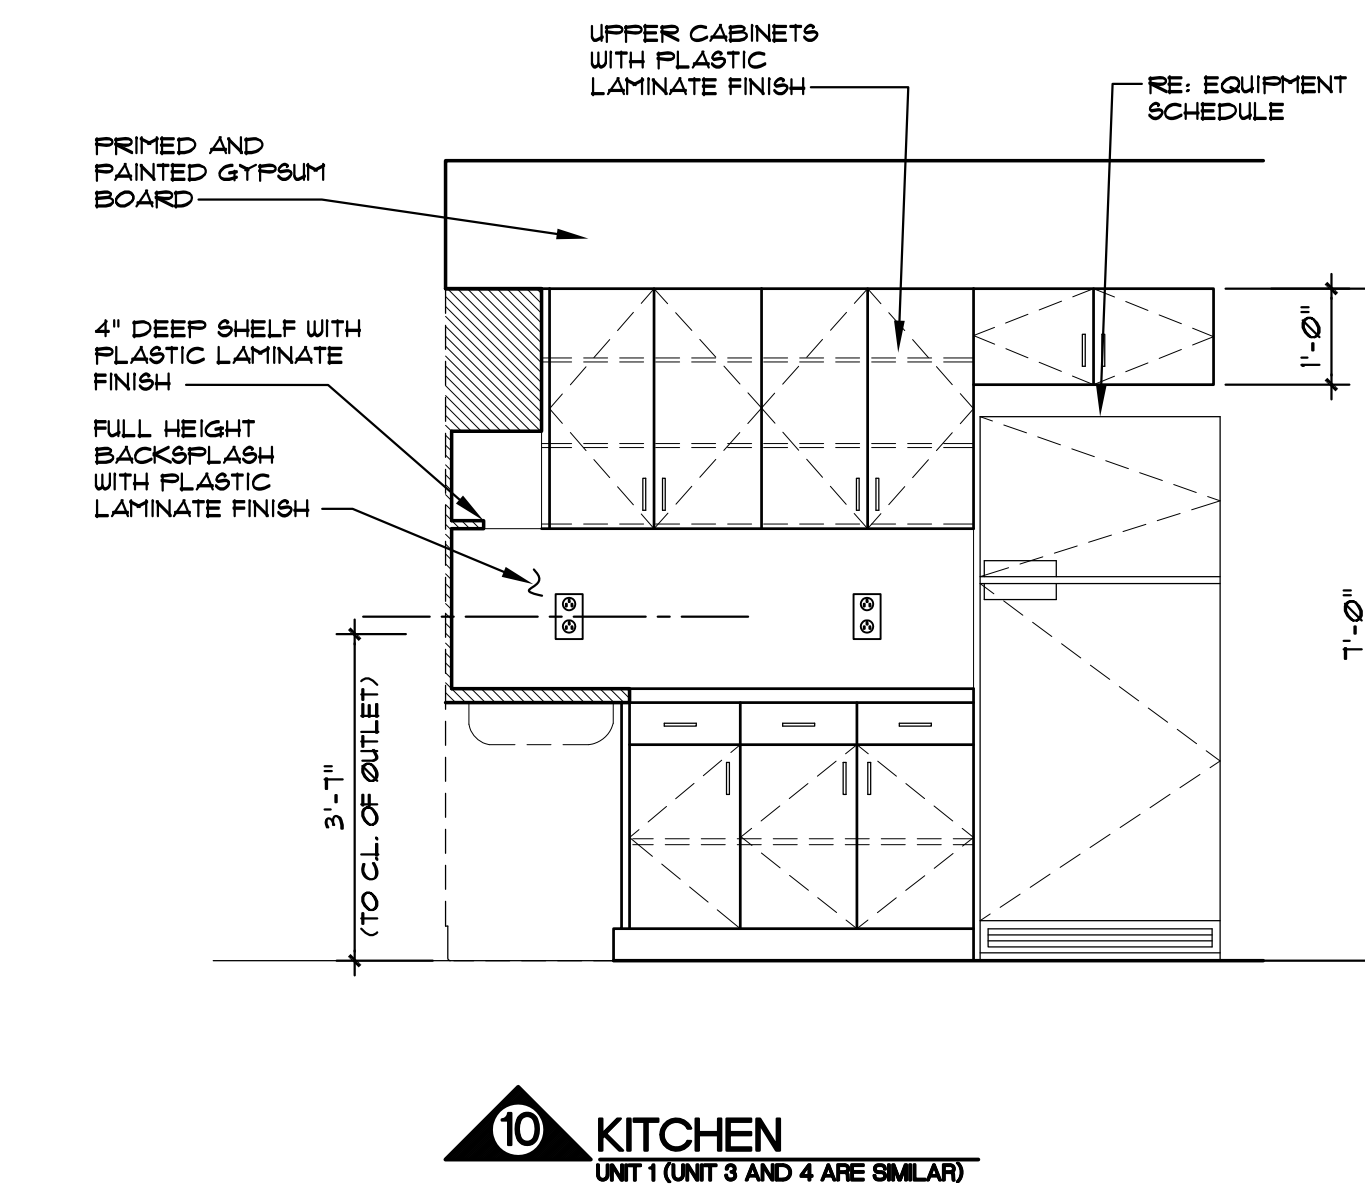 UPPER CABINETS
WITH PLASTIC
LAMINATE FINISH
RE: EQUIPMENT
SCHEDULE
PRIMED AND
PAINTED GYPSUM
BOARD
4" DEEP SHELF WITH
PLASTIC LAMINATE
FINISH
FULL HEIGHT
BACKSPLASH
WITH PLASTIC
LAMINATE FINISH
1'-0"
7'-0"
3'-7"
(TO C.L. OF OUTLET)
10
KITCHEN
UNIT 1 (UNIT 3 AND 4 ARE SIMILAR)